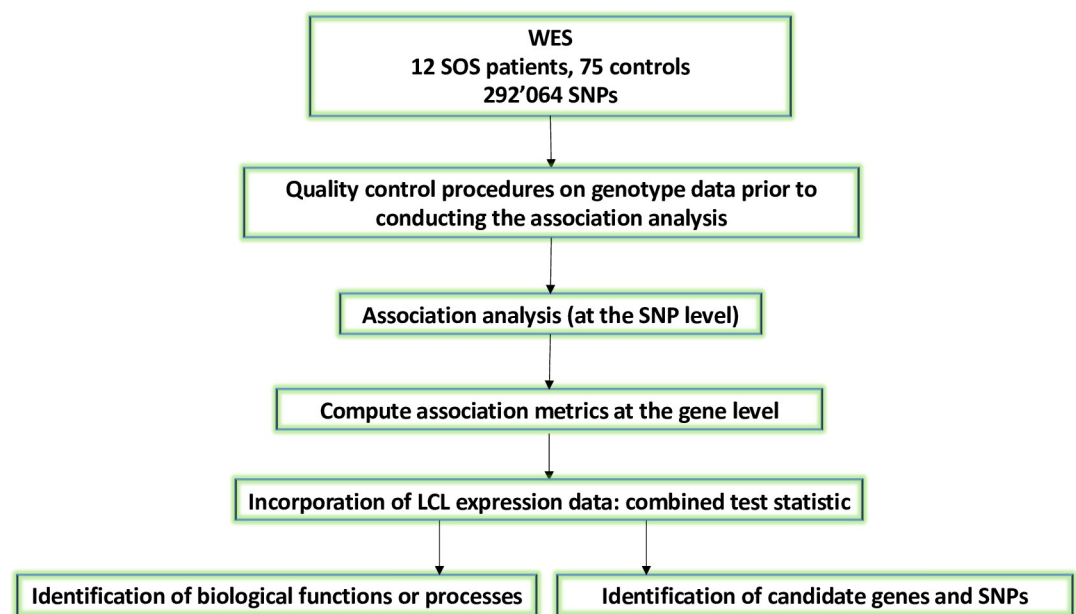 WES
12 SOS patients, 75 controls
292’064 SNPs
Quality control procedures on genotype data prior to
conducting the association analysis
Association analysis (at the SNP level)
Compute association metrics at the gene level
Incorporation of LCL expression data: combined test statistic
Identification of biological functions or processes
Identification of candidate genes and SNPs